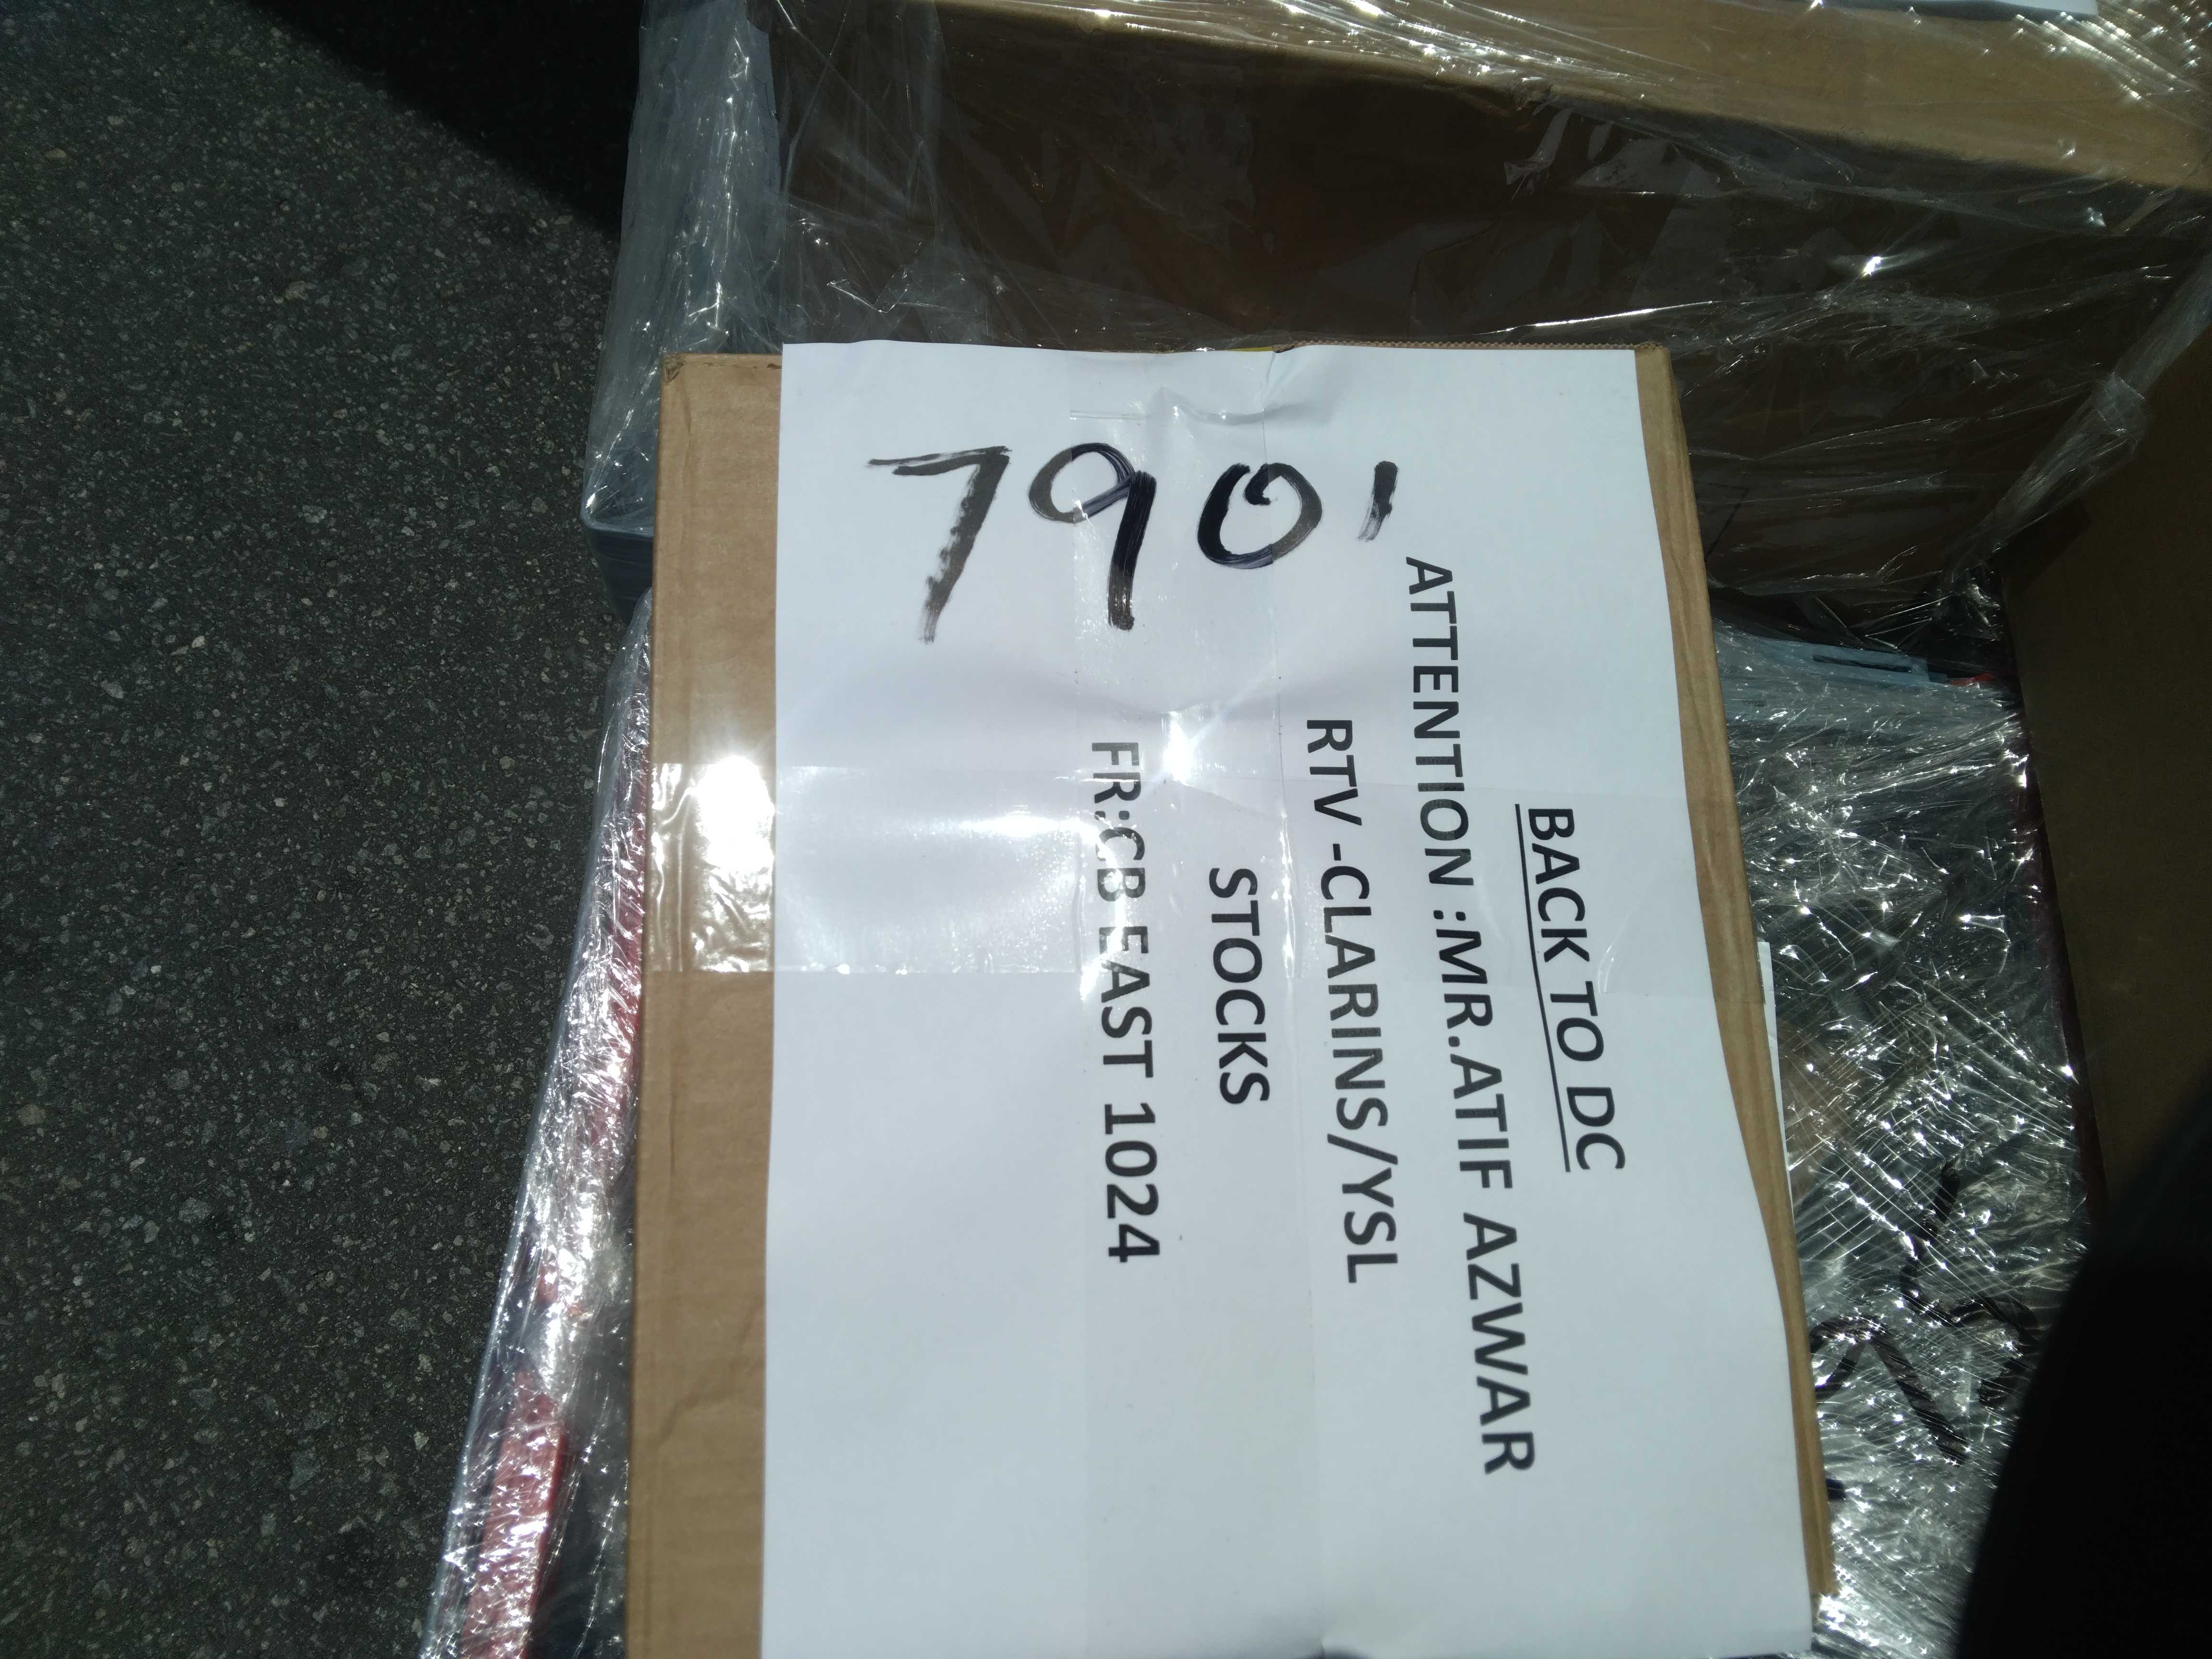 7901
BACK TO DC
ATTENTION :MR.ATIF AZWAR
RTV -CLARINS/YSL
STOCKS
FR:CB EAST 1024